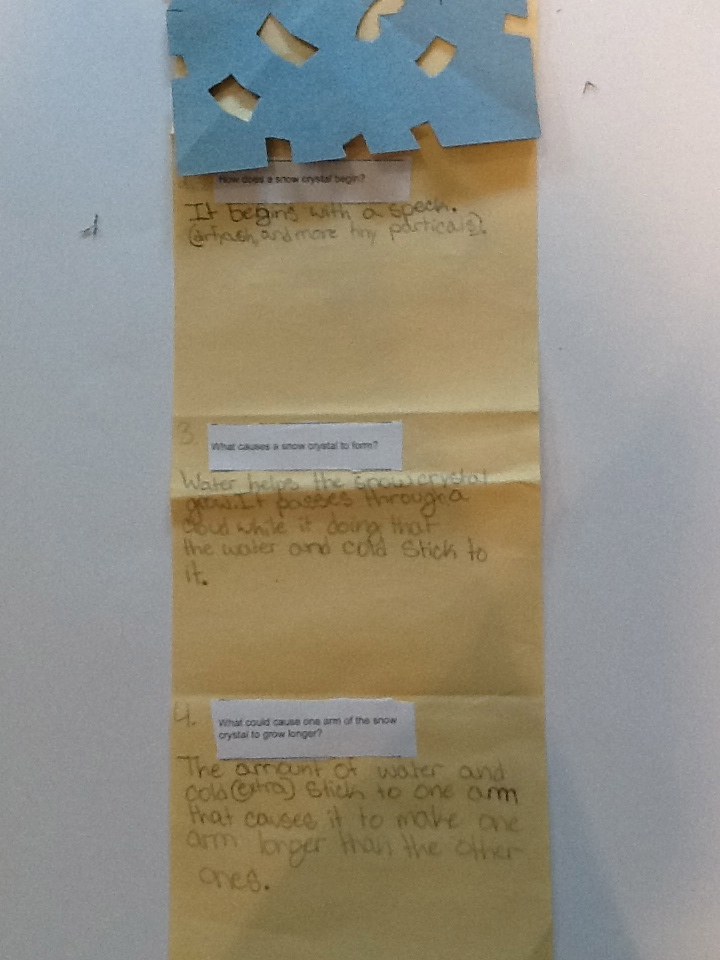 How does a snow crystal begin?
It begins with a speck.
(dirt,ash, and more tiny particals).
3.
What causes a snow crystal to form?
Water helps the snowcrystal
grow. It passes through a
cloud while it doing that
the water and cold stick to
it.
4.
What could cause one arm of the snow
crystal to grow longer?
The amount of water and
cold (extra) stick to one arm
that causes it to make one
arm longer than the other
ones.